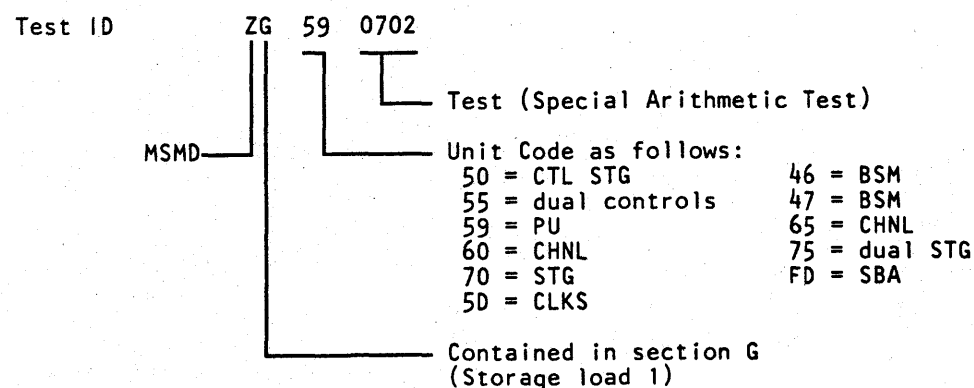 Test ID ZG 59 0702
Test (Special Arithmetic Test)
MSMD
Unit Code as follows:
50 = CTL STG 46 = BSM
55 = dual controls 47 = BSM
59 = PU 65 = CHNL
60 = CHNL 75 = dual STG
70 = STG FD = SBA
5D = CLKS
Contained in section G
(Storage load 1)